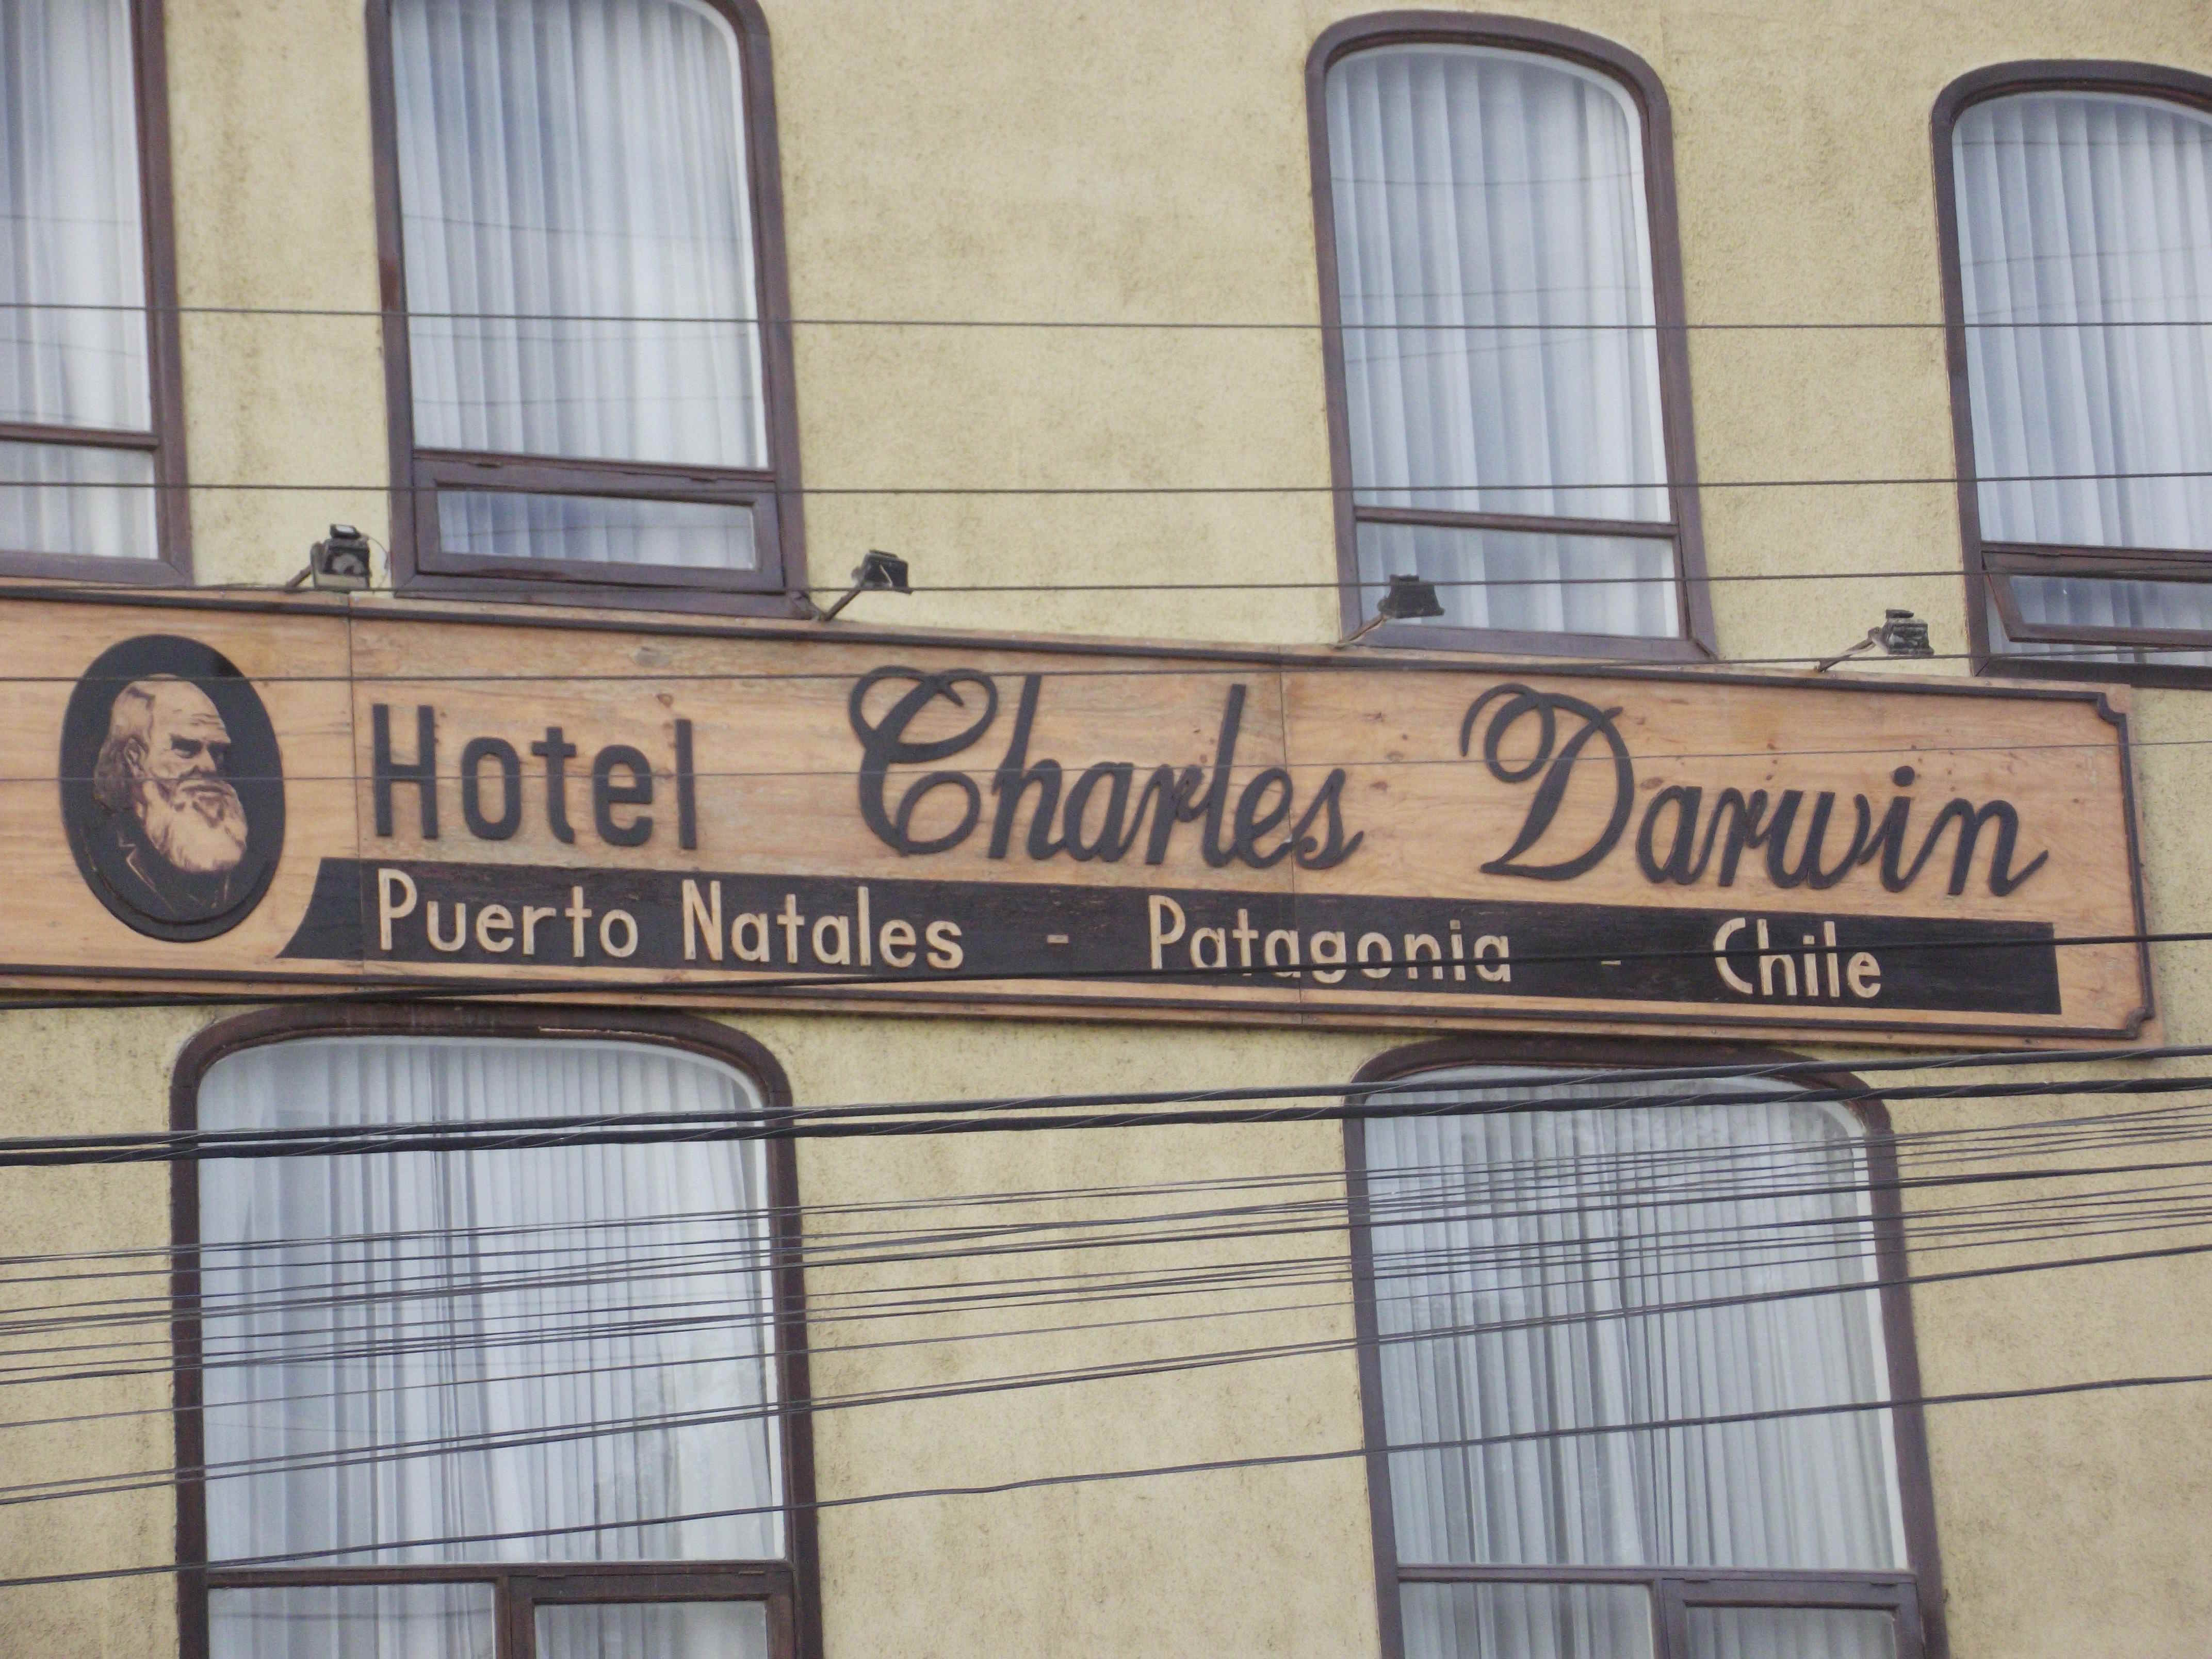 Hotel Charles Darwin
Puerto Natales - Patagonia - Chile